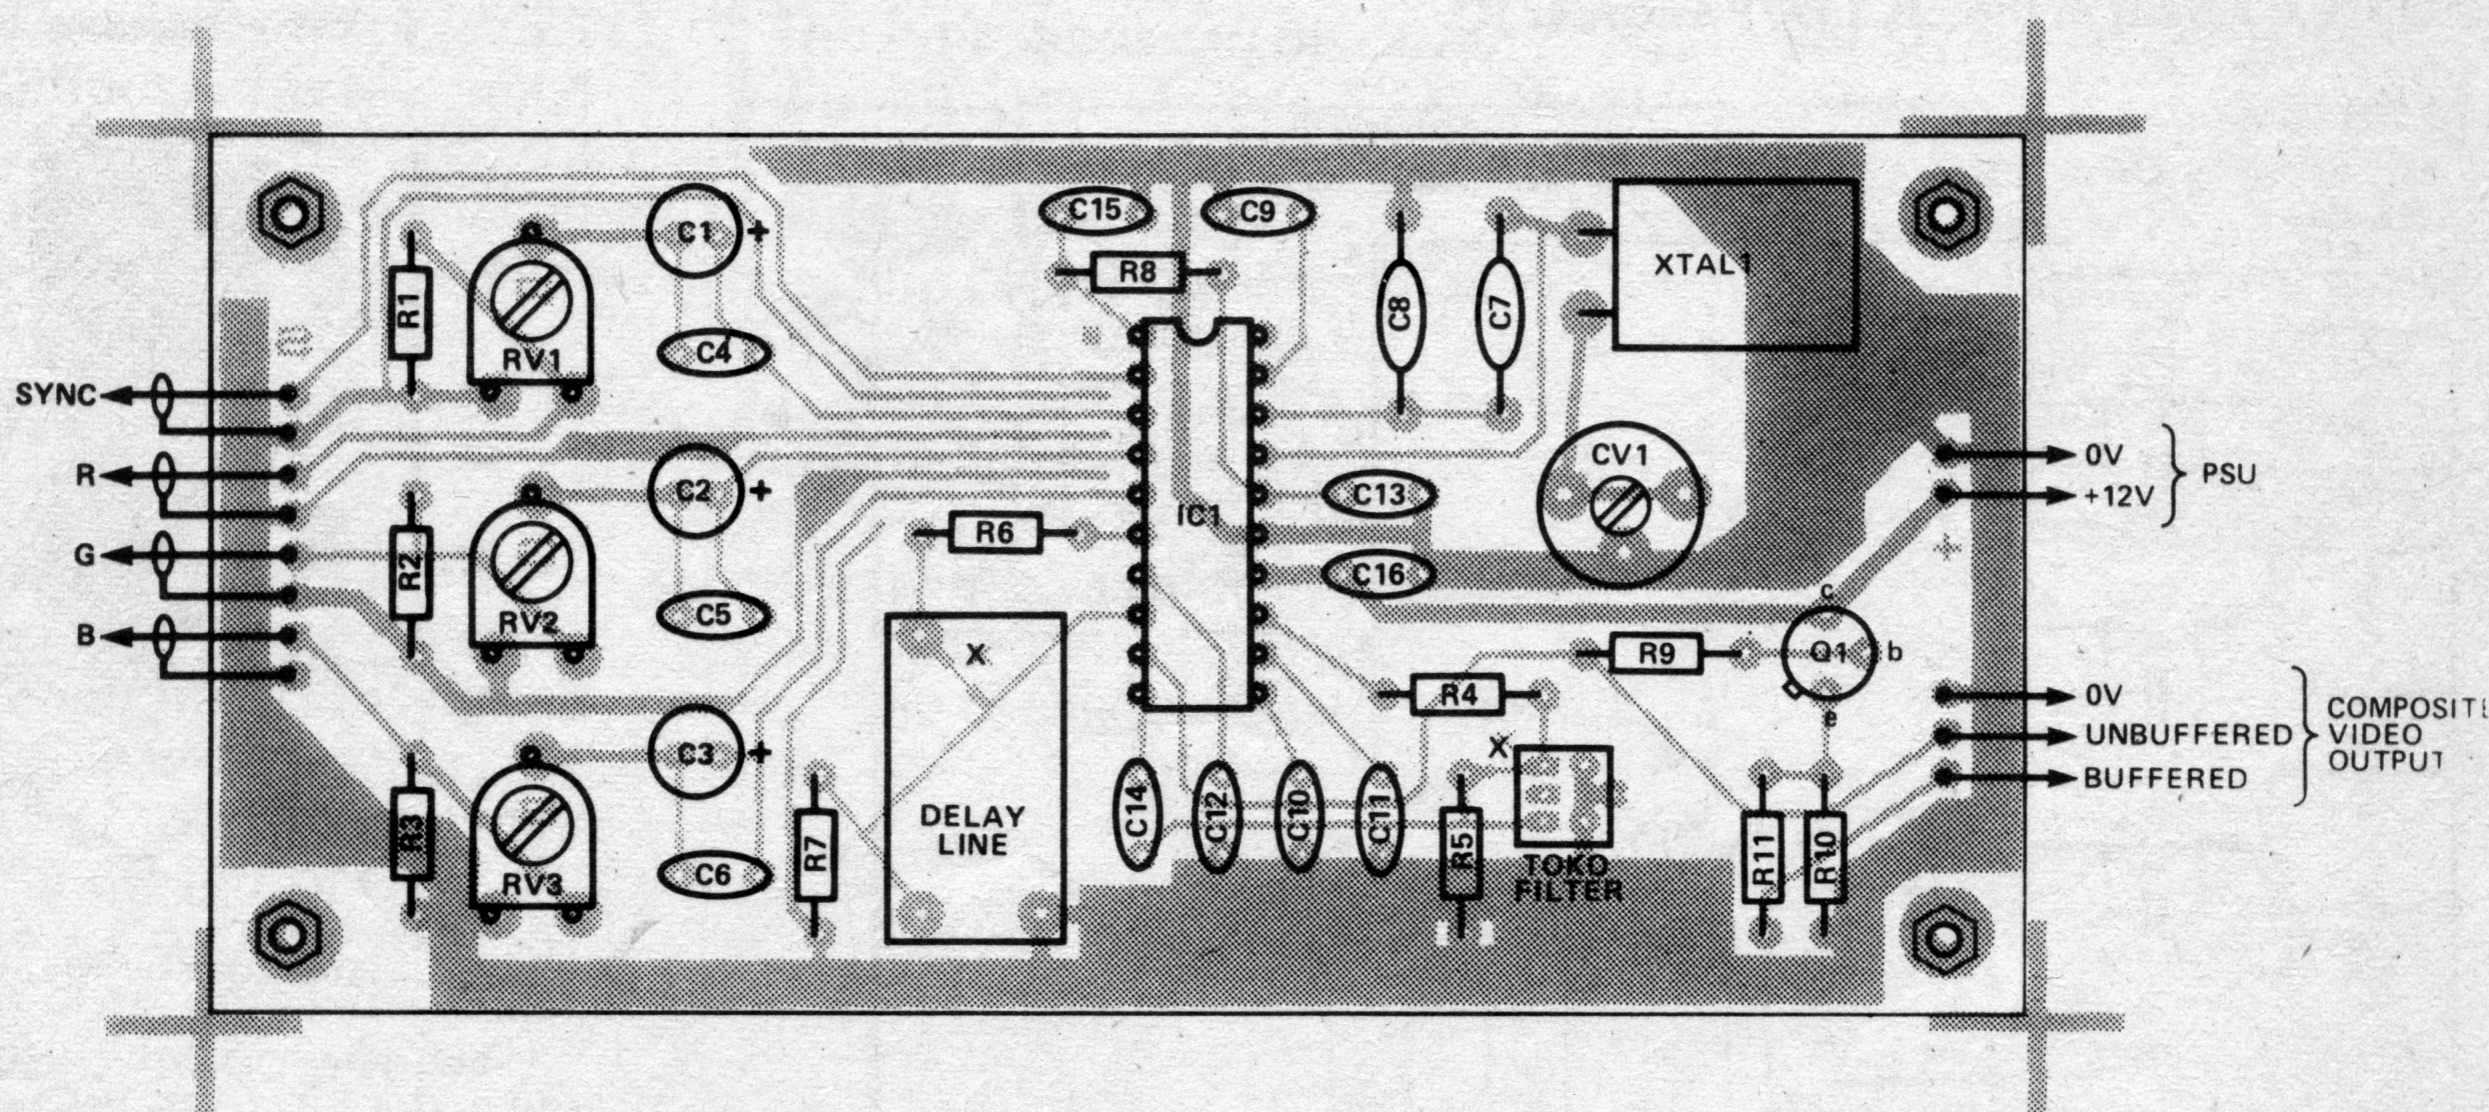 C1
+
C15
C9
R8
XTAL1
R1
RV1
C4
C8
C7
SYNC
R
G
B
C2
+
R6
IC1
C13
C16
CV1
0V
+12V
PSU
+
R2
RV2
C5
X
DELAY
LINE
R9
R4
c
Q1
b
e
0V
UNBUFFERED
BUFFERED
COMPOSITE
VIDEO
OUTPUT
C3
+
R3
RV3
C6
R7
C14
C12
C10
C11
X
R5
TOKO
FILTER
R11
R10